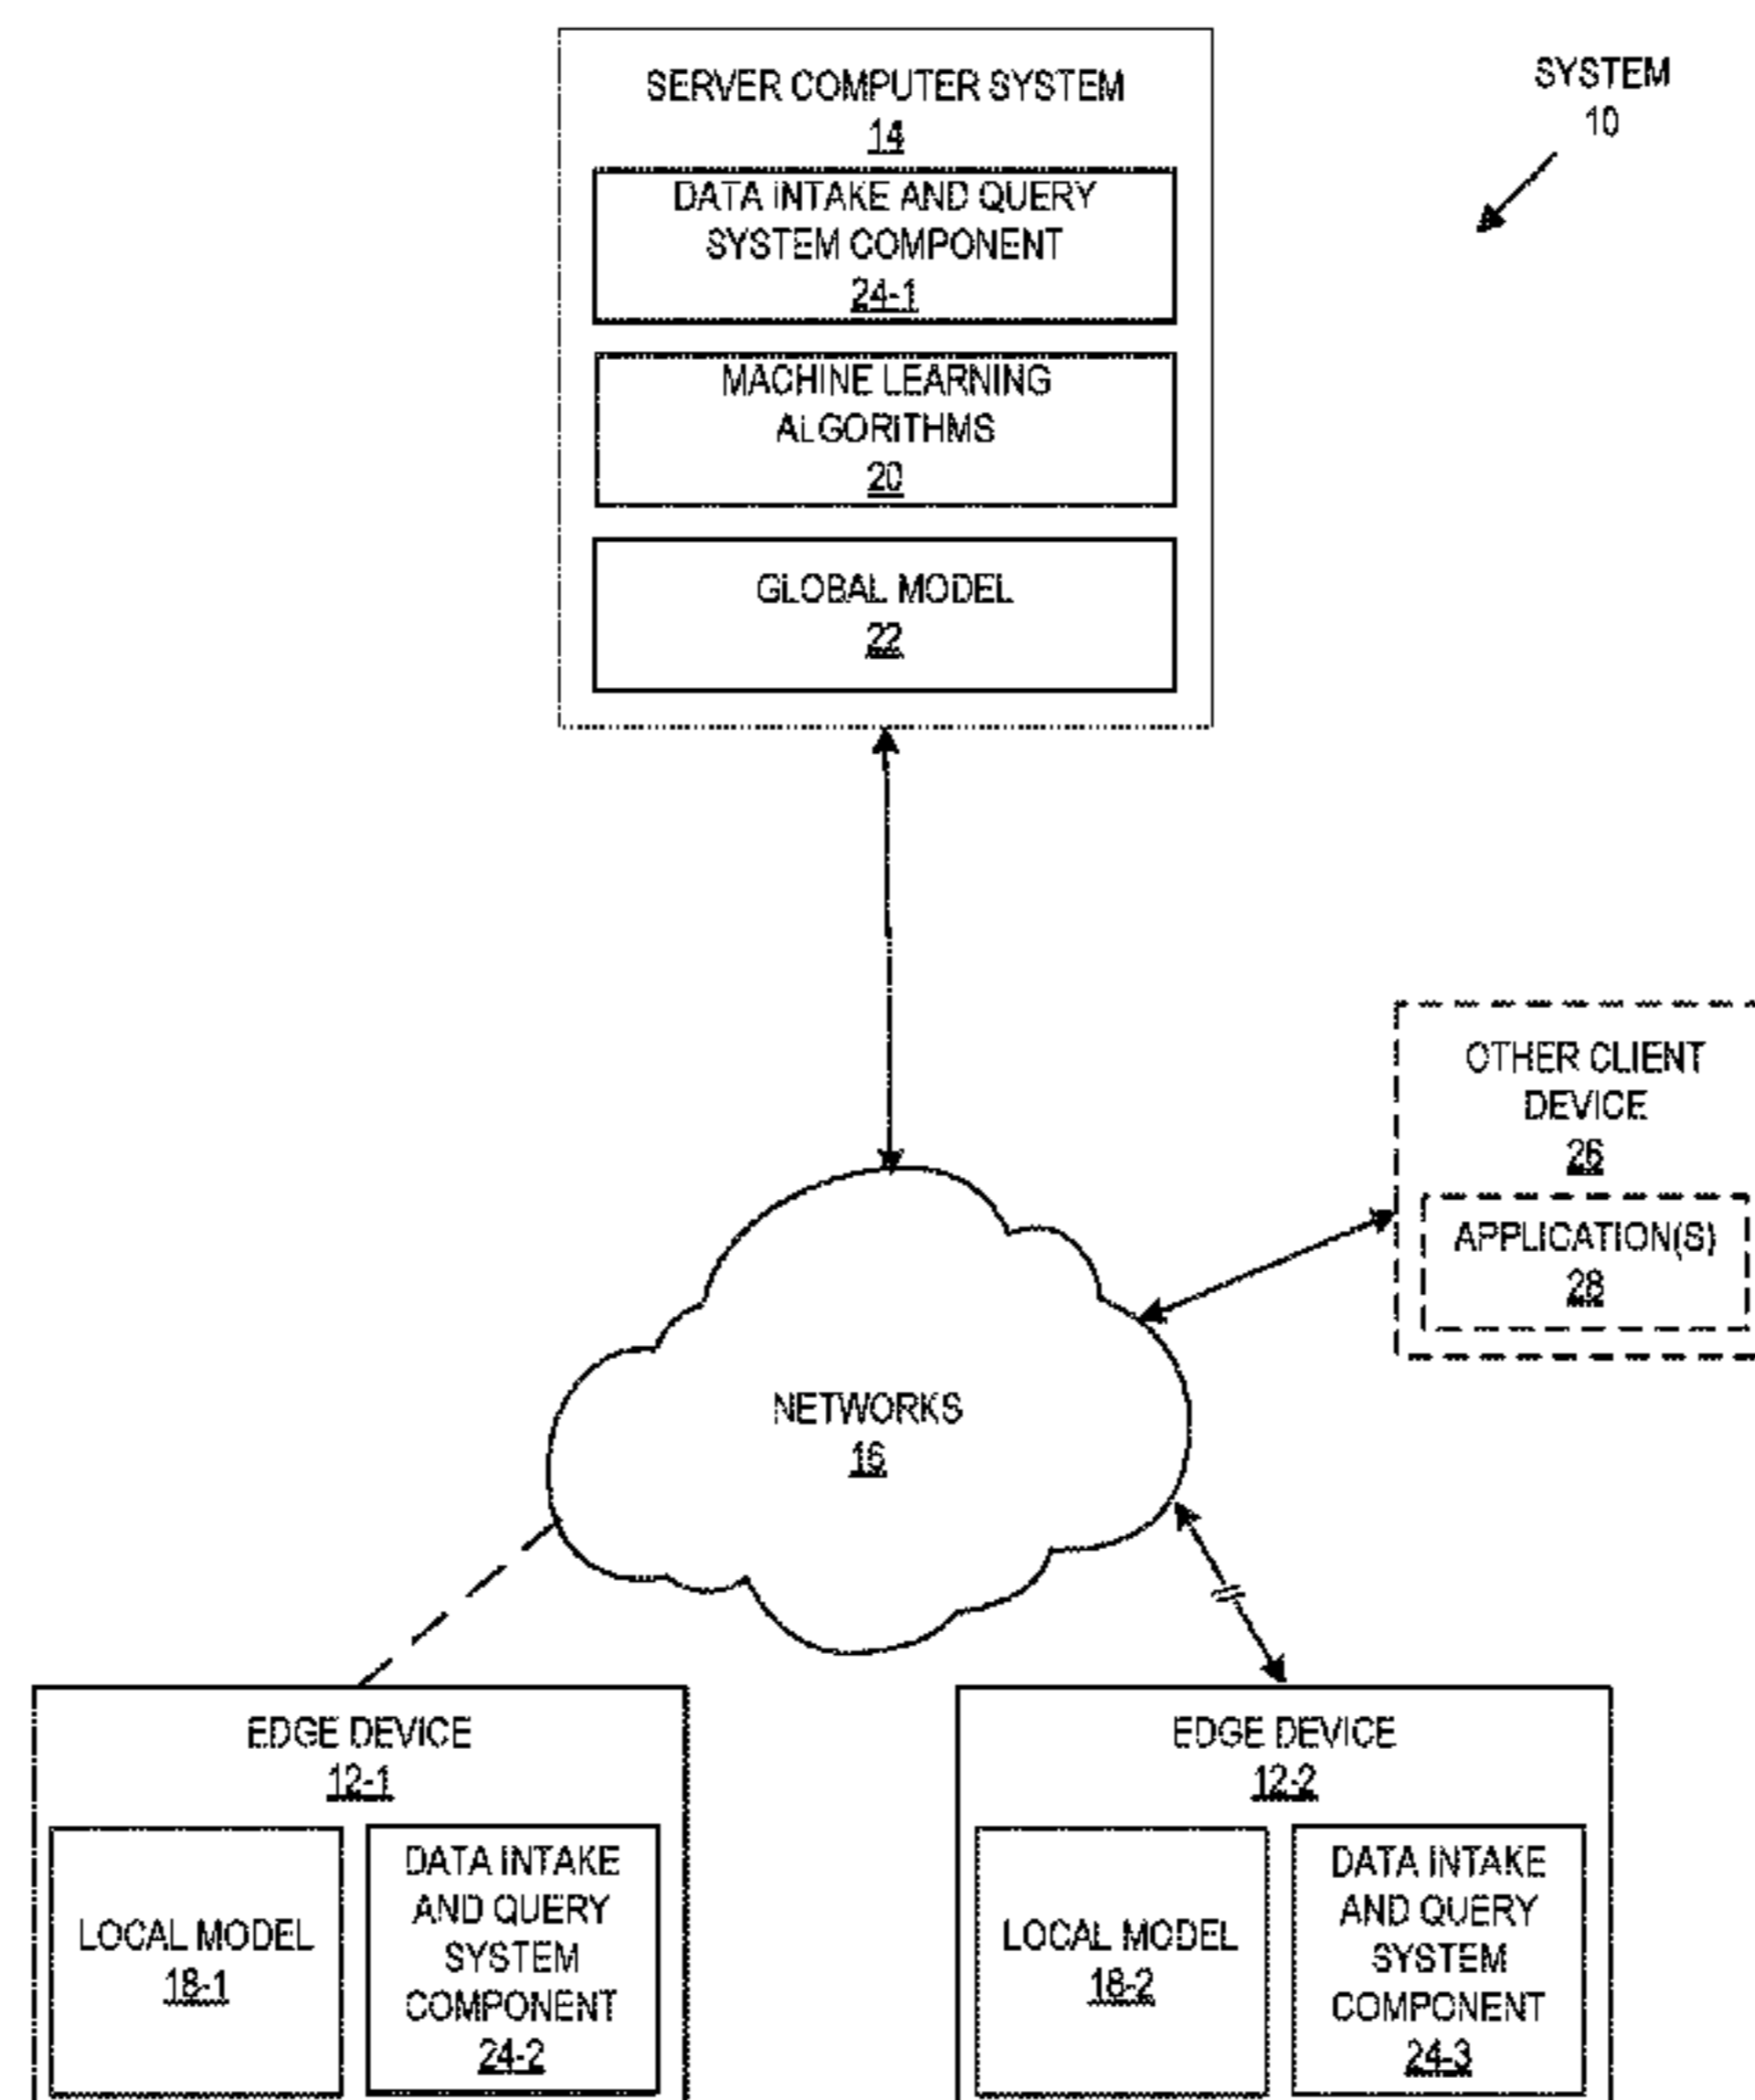 SERVER COMPUTER SYSTEM
14
SYSTEM
10
DATA INTAKE AND QUERY
SYSTEM COMPONENT
24-1
MACHINE LEARNING
ALGORITHMS
20
GLOBAL MODEL
22
OTHER CLIENT
DEVICE
26
APPLICATION(S)
28
NETWORKS
16
EDGE DEVICE
12-1
LOCAL MODEL
18-1
DATA INTAKE
AND QUERY
SYSTEM
COMPONENT
24-2
EDGE DEVICE
12-2
LOCAL MODEL
18-2
DATA INTAKE
AND QUERY
SYSTEM
COMPONENT
24-3